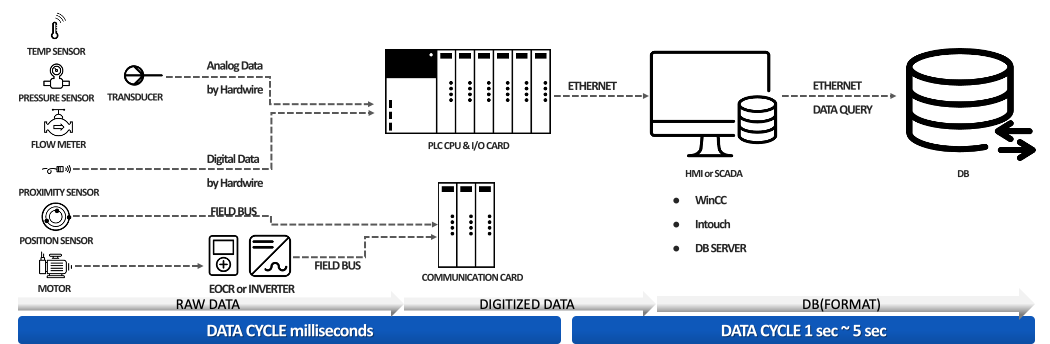 TEMP SENSOR
PRESSURE SENSOR
TRANSDUCER
FLOW METER
PROXIMITY SENSOR
POSITION SENSOR
MOTOR
Analog Data
by Hardwire
Digital Data
by Hardwire
FIELD BUS
EOCR or INVERTER
FIELD BUS
PLC CPU & I/O CARD
COMMUNICATION CARD
ETHERNET
HMI or SCADA
● WinCC
● Intouch
● DB SERVER
ETHERNET
DATA QUERY
DB
RAW DATA
DIGITIZED DATA
DB(FORMAT)
DATA CYCLE milliseconds
DATA CYCLE 1 sec ~ 5 sec